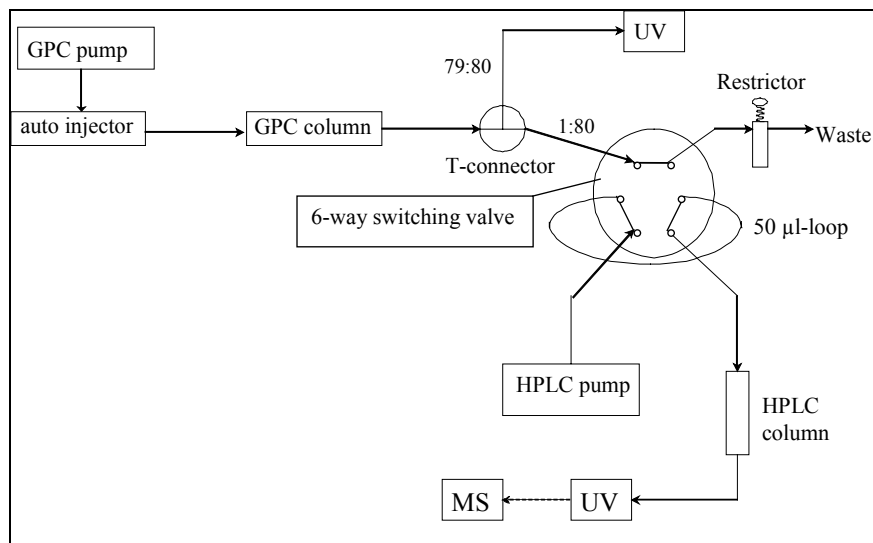 GPC pump
UV
79:80
Restrictor
auto injector
GPC column
1:80
Waste
T-connector
6-way switching valve
50 µl-loop
HPLC pump
HPLC
column
MS
UV